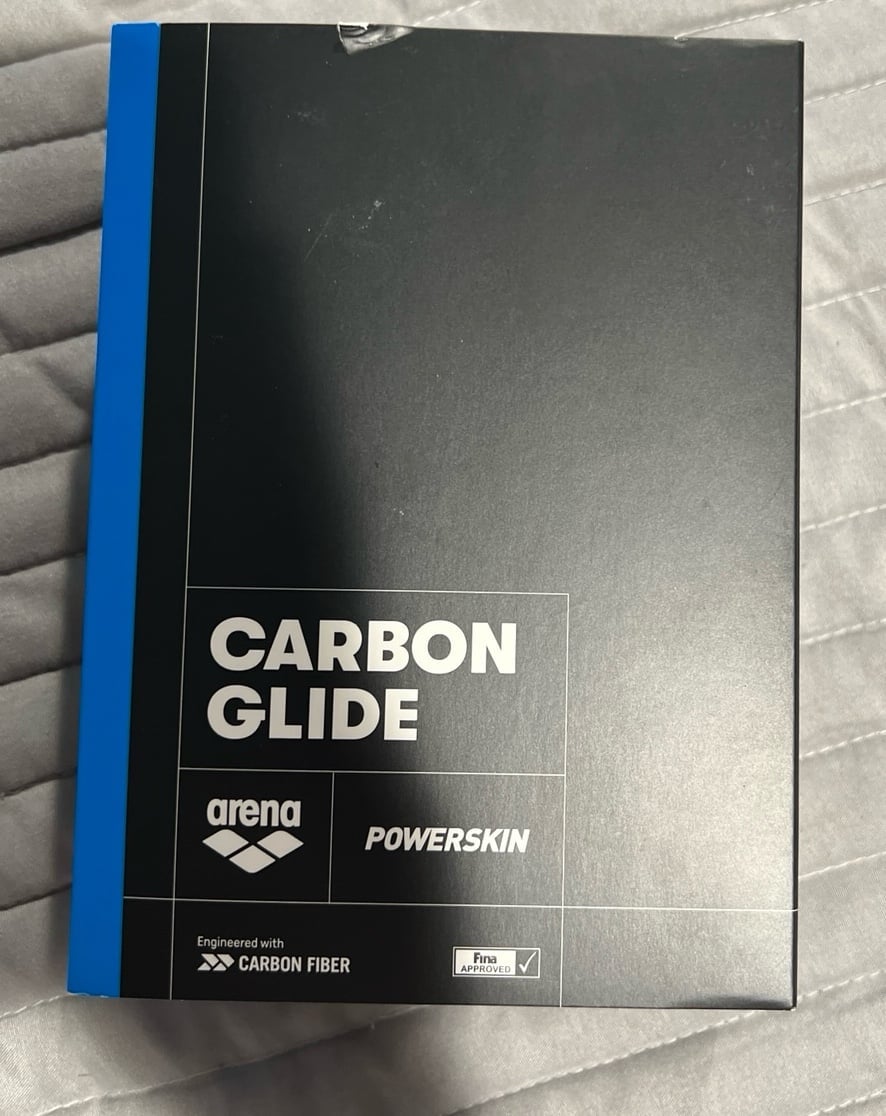 CARBON
GLIDE
arena
POWERSKIN
Engineered with
CARBON FIBER
Fina
APPROVED